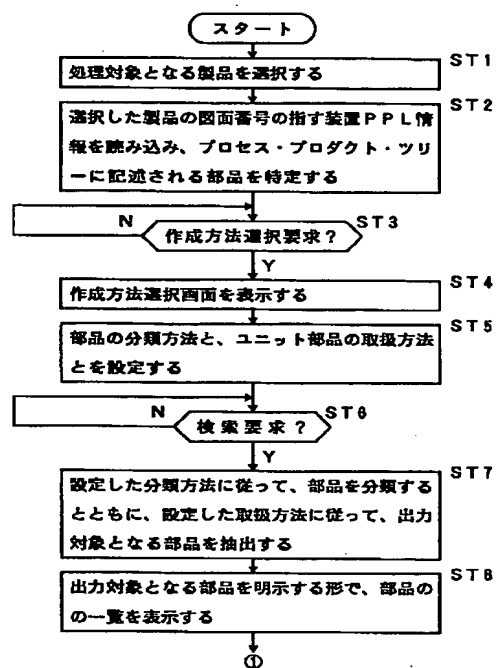 スタート
ST1
処理対象となる製品を選択する
ST2
選択した製品の図面番号の指す装置PPL情
報を読み込み、プロセス・プロダクト・ツリ
ーに記述される部品を特定する
N
ST3
作成方法選択要求?
Y
ST4
作成方法選択画面を表示する
ST5
部品の分類方法と、ユニット部品の取扱方法
とを設定する
N
ST6
検索要求?
Y
ST7
設定した分類方法に従って、部品を分類する
とともに、設定した取扱方法に従って、出力
対象となる部品を抽出する
ST8
出力対象となる部品を明示する形で、部品の
の一覧を表示する
①